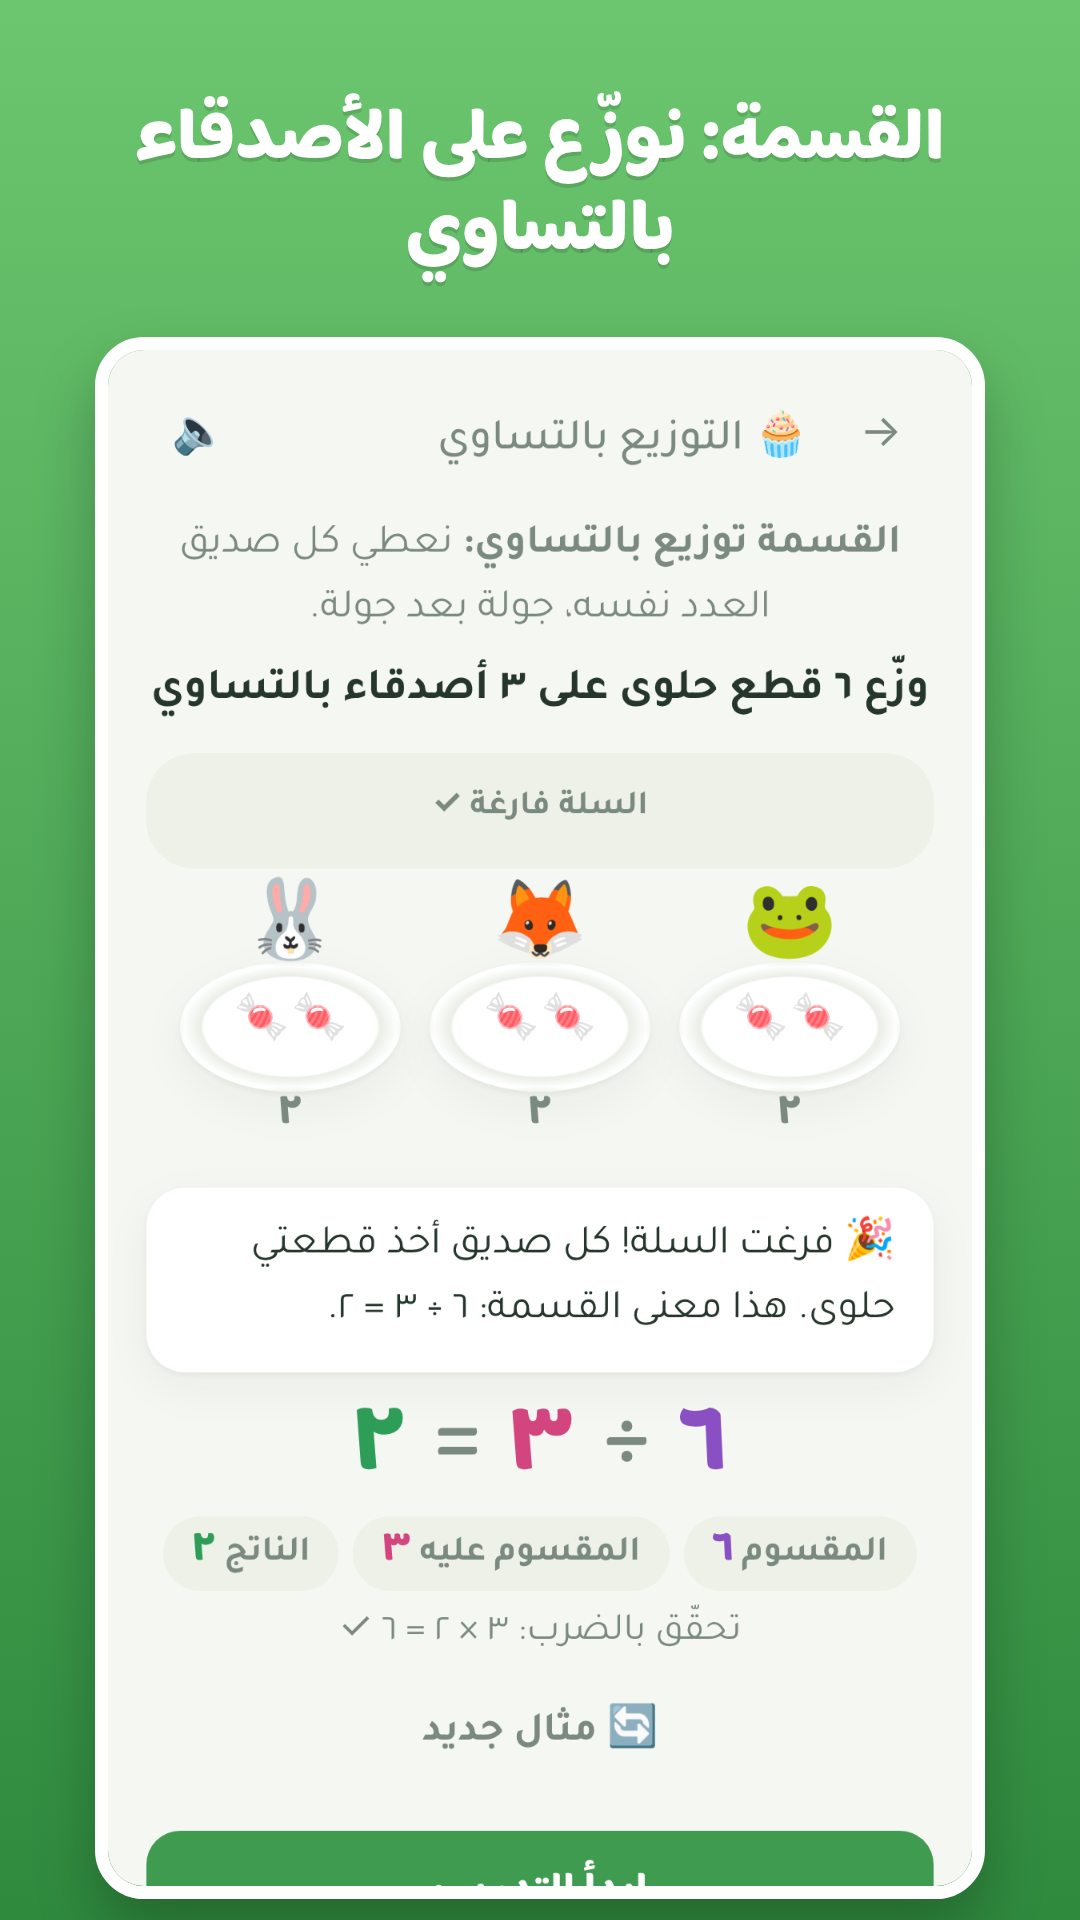 القسمة: نوزّع على الأصدقاء
بالتساوي
التوزيع بالتساوي
القسمة توزيع بالتساوي: نعطي كل صديق
العدد نفسه، جولة بعد جولة.
وزّع ٦ قطع حلوى على ٣ أصدقاء بالتساوي
السلة فارغة ✓
٢ ٢ ٢
فرغت السلة! كل صديق أخذ قطعتي
حلوى. هذا معنى القسمة: ٦ ÷ ٣ = ٢.
٦ ÷ ٣ = ٢
المقسوم ٦ المقسوم عليه ٣ الناتج ٢
تحقّق بالضرب: ٣ × ٢ = ٦ ✓
مثال جديد